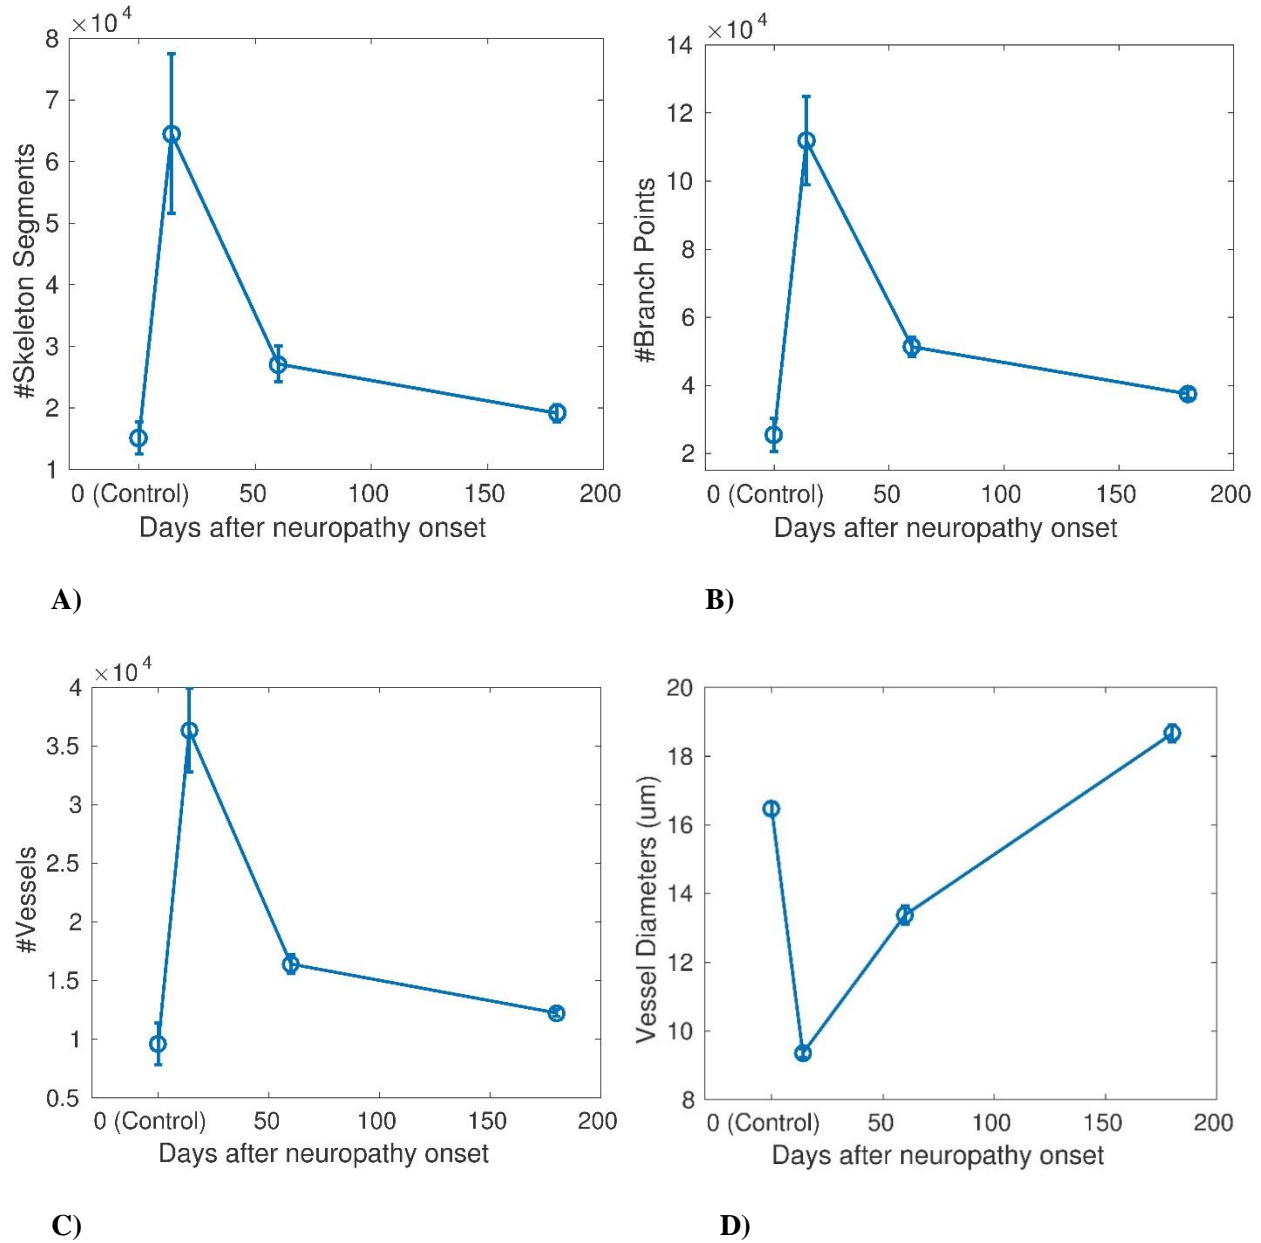 ×10 4
8
7
6
5
4
3
2
1
#Skeleton Segments
0 (Control) 50 100 150 200
Days after neuropathy onset
A)
×10 4
14
12
10
8
6
4
2
#Branch Points
0 (Control) 50 100 150 200
Days after neuropathy onset
B)
×10 4
4
3.5
3
2.5
2
1.5
1
0.5
#Vessels
0 (Control) 50 100 150 200
Days after neuropathy onset
C)
20
18
16
14
12
10
8
Vessel Diameters (um)
0 (Control) 50 100 150 200
Days after neuropathy onset
D)